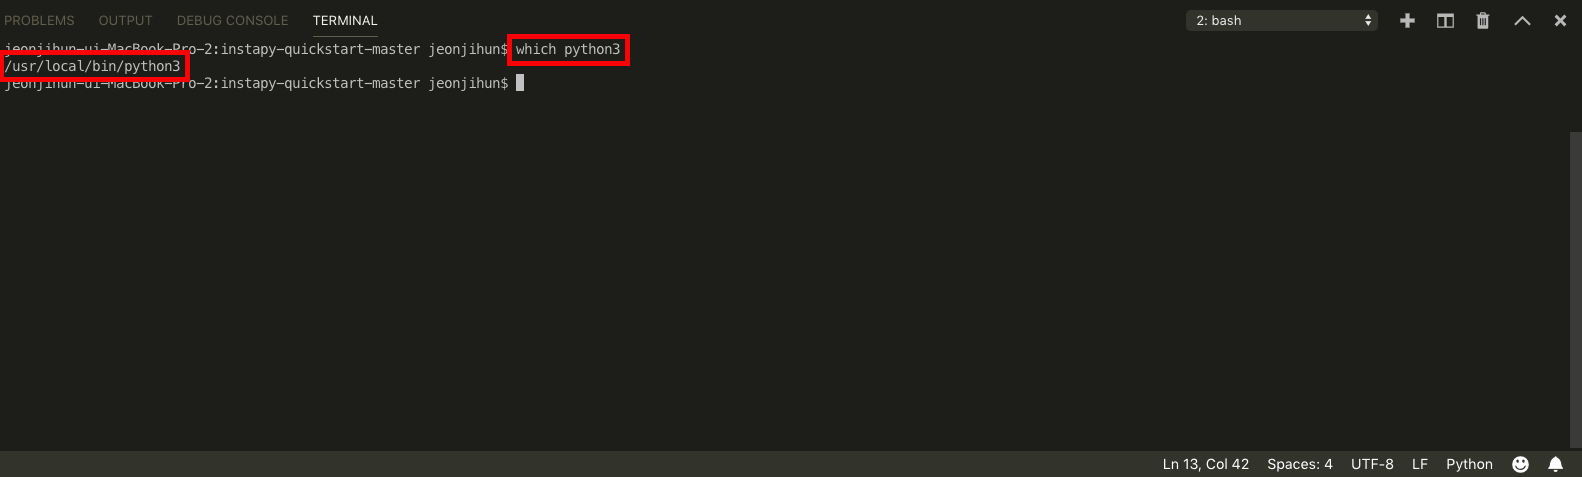 PROBLEMS OUTPUT DEBUG CONSOLE TERMINAL 2: bash
jeonjihun-ui-MacBook-Pro-2:instapy-quickstart-master jeonjihun$ which python3
/usr/local/bin/python3
jeonjihun-ui-MacBook-Pro-2:instapy-quickstart-master jeonjihun$
Ln 13, Col 42 Spaces: 4 UTF-8 LF Python